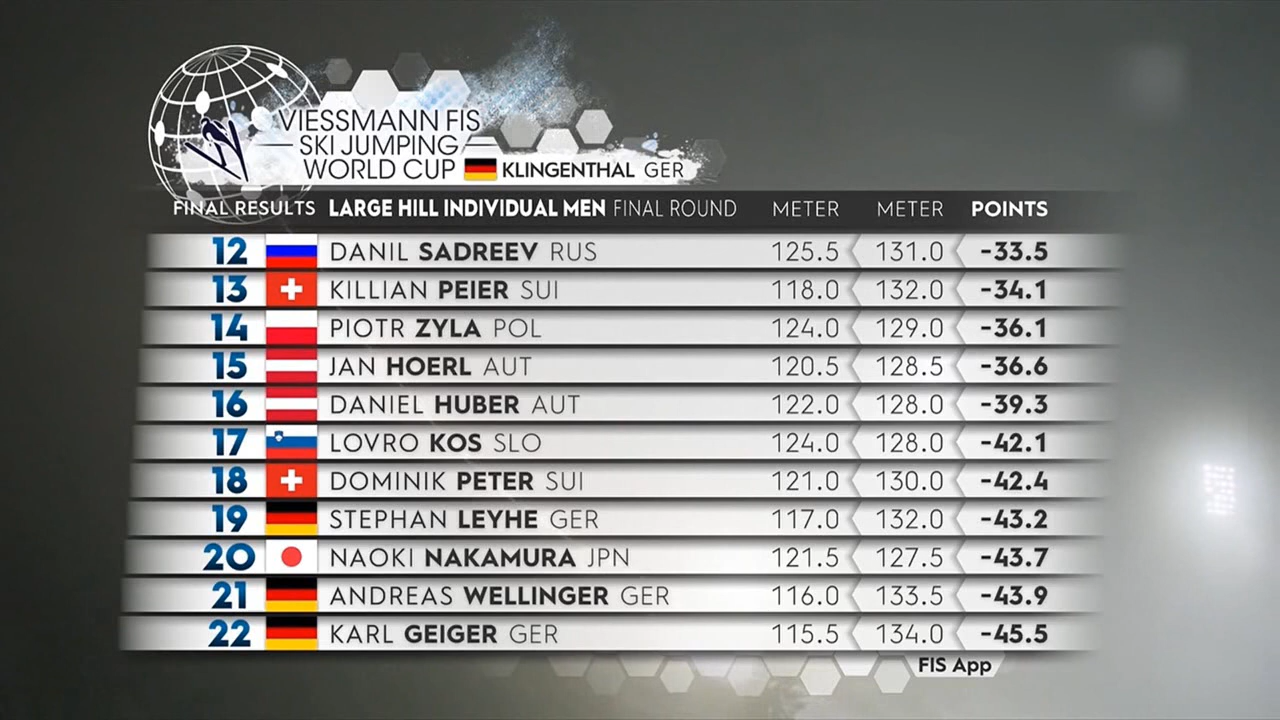 VIESSMANN FIS
SKI JUMPING
WORLD CUP KLINGENTHAL GER
FINAL RESULTS LARGE HILL INDIVIDUAL MEN FINAL ROUND METER METER POINTS
12 DANIL SADREEV RUS 125.5 131.0 -33.5
13 KILLIAN PEIER SUI 118.0 132.0 -34.1
14 PIOTR ZYLA POL 124.0 129.0 -36.1
15 JAN HOERL AUT 120.5 128.5 -36.6
16 DANIEL HUBER AUT 122.0 128.0 -39.3
17 LOVRO KOS SLO 124.0 128.0 -42.1
18 DOMINIK PETER SUI 121.0 130.0 -42.4
19 STEPHAN LEYHE GER 117.0 132.0 -43.2
20 NAOKI NAKAMURA JPN 121.5 127.5 -43.7
21 ANDREAS WELLINGER GER 116.0 133.5 -43.9
22 KARL GEIGER GER 115.5 134.0 -45.5
FIS App